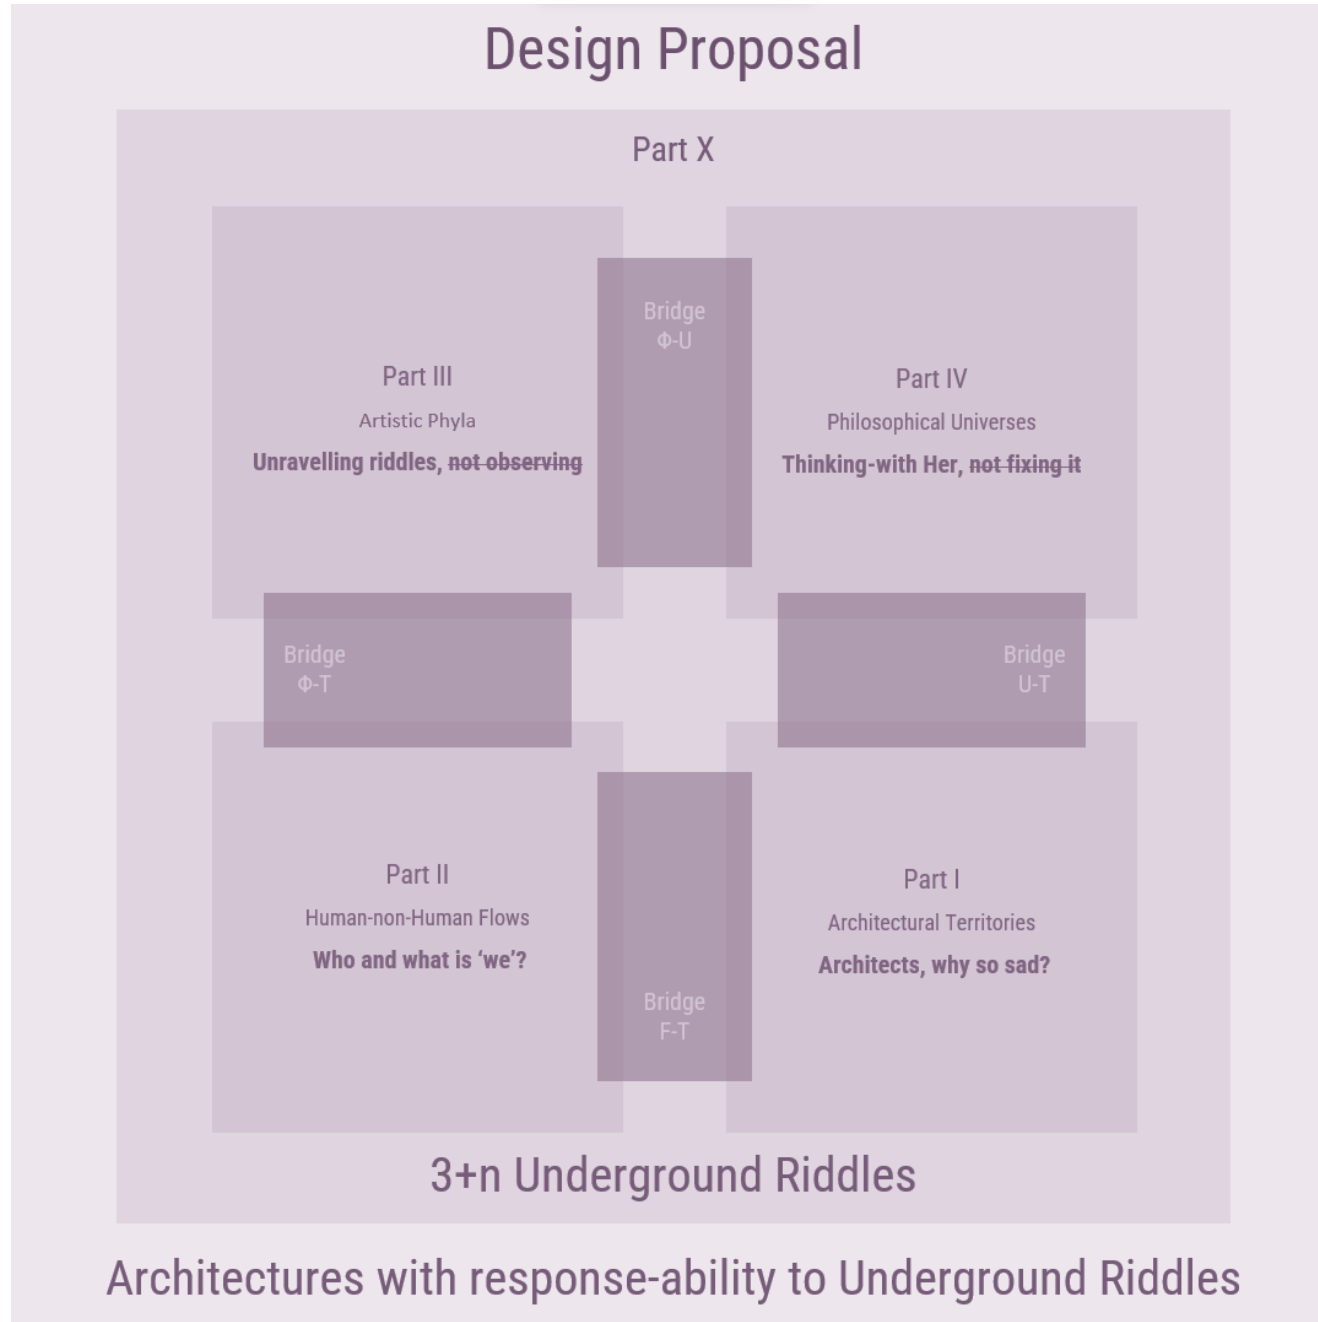 Design Proposal
Part X
Bridge
Φ-U
Part III
Artistic Phyla
Unravelling riddles, not observing
Part IV
Philosophical Universes
Thinking-with Her, not fixing it
Bridge
Φ-T
Bridge
U-T
Part II
Human-non-Human Flows
Who and what is ‘we’?
Part I
Architectural Territories
Architects, why so sad?
Bridge
F-T
3+n Underground Riddles
Architectures with response-ability to Underground Riddles